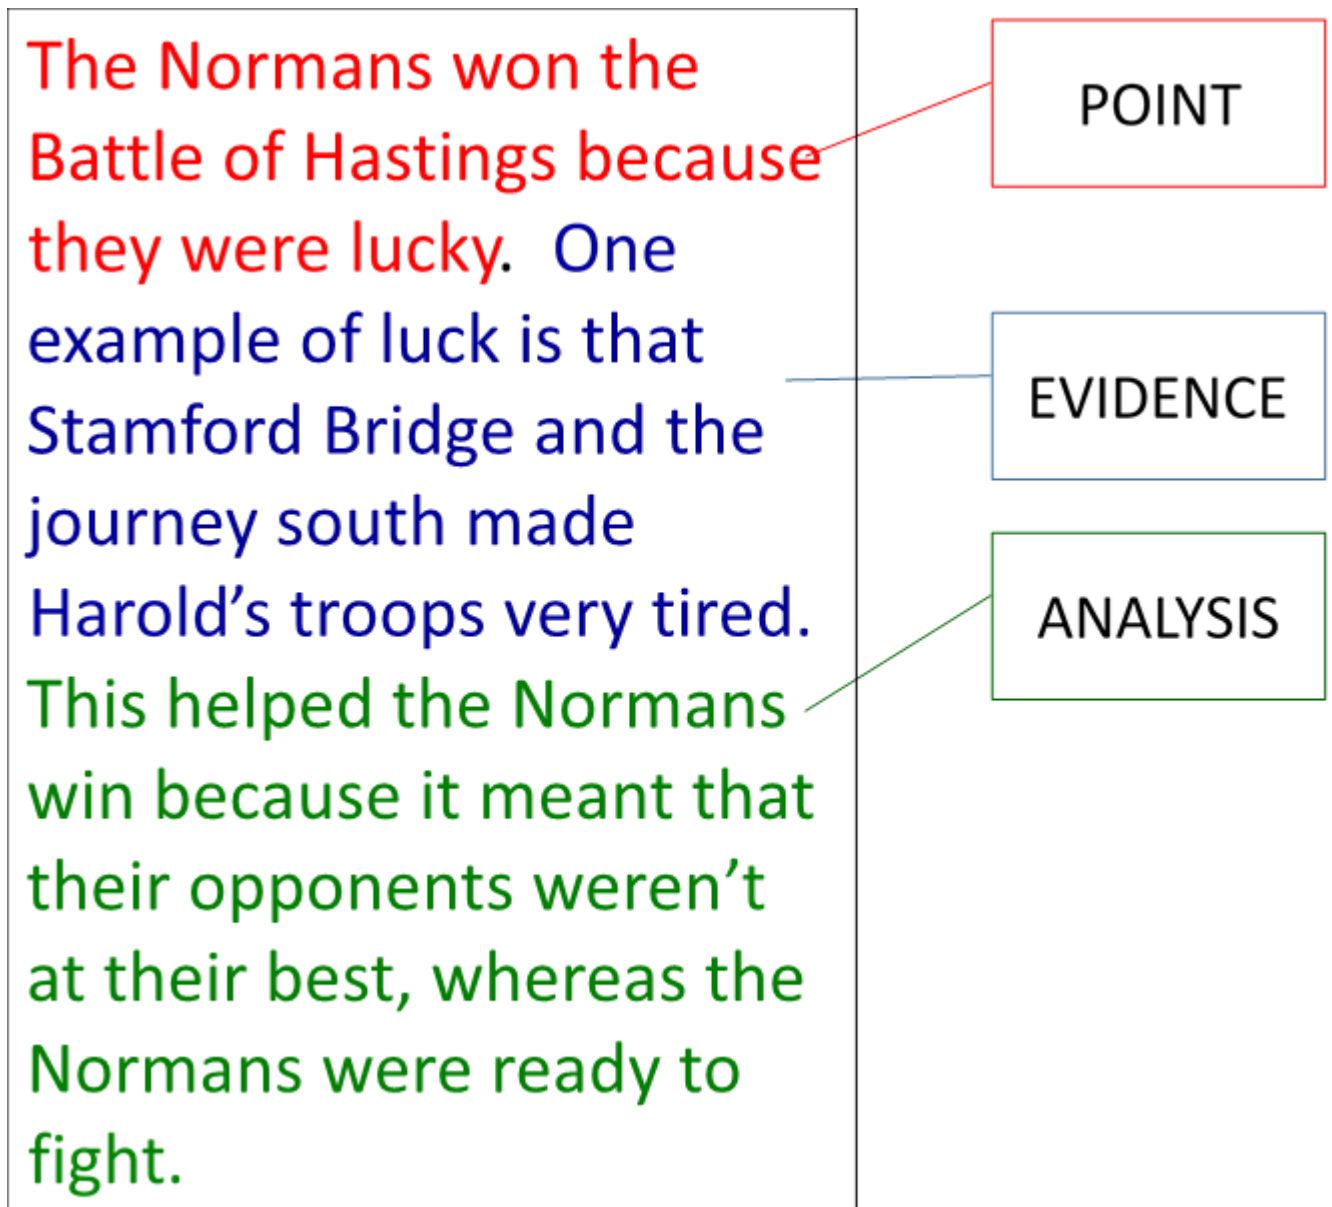 The Normans won the
Battle of Hastings because
they were lucky.  One
example of luck is that
Stamford Bridge and the
journey south made
Harold’s troops very tired.
This helped the Normans
win because it meant that
their opponents weren’t
at their best, whereas the
Normans were ready to
fight.
POINT
EVIDENCE
ANALYSIS